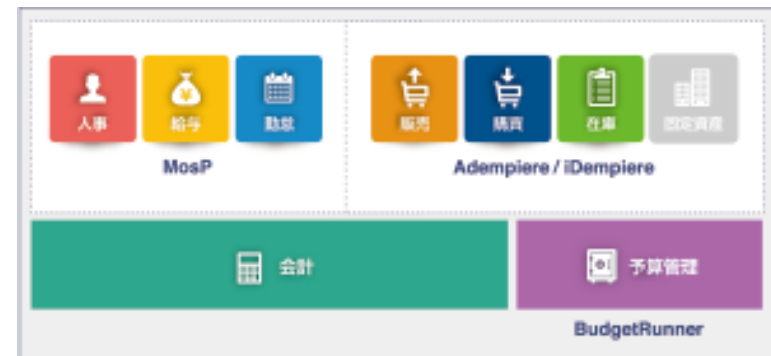 人事
給与
勤怠
販売
購買
在庫
固定資産
MosP
Adempiere / iDempiere
会計
予算管理
BudgetRunner